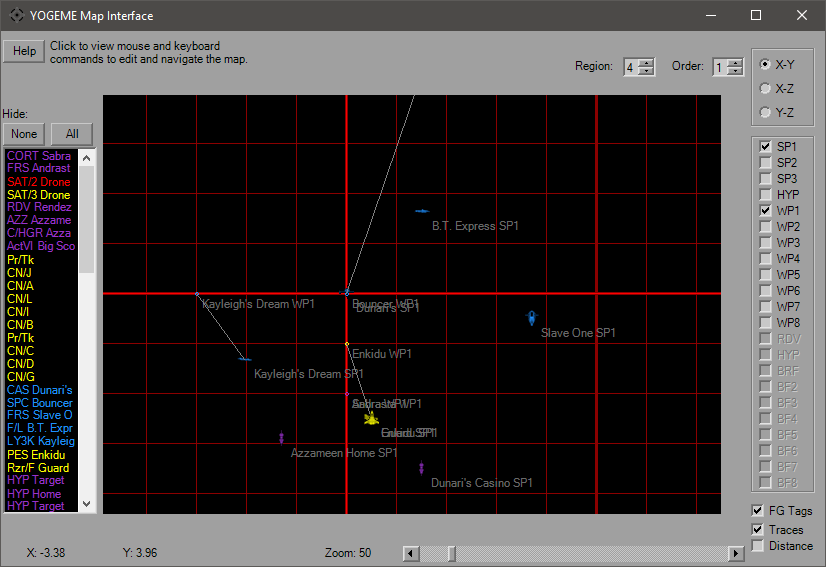 YOGEME Map Interface
Help
Click to view mouse and keyboard
commands to edit and navigate the map.
Region: 4
Order: 1
X-Y
X-Z
Y-Z
Hide:
None
All
CORT Sabra
FRS Andrast
SAT/2 Drone
SAT/3 Drone
RDV Rendez
AZZ Azzame
C/HGR Azza
ActVI Big Sco
Pr/Tk
CN/J
CN/A
CN/L
CN/I
CN/B
Pr/Tk
CN/C
CN/D
CN/G
CAS Dunari's
SPC Bouncer
FRS Slave O
F/L B.T. Expr
LY3K Kayleig
PES Enkidu
Rzr/F Guard
HYP Target
HYP Home
HYP Target
B.T. Express SP1
Kayleigh's Dream WP1
Bouncer WP1
Dunari's SP1
Slave One SP1
Enkidu WP1
Kayleigh's Dream SP1
WP1
SP1
Azzameen Home SP1
Dunari's Casino SP1
SP1
SP2
SP3
HYP
WP1
WP2
WP3
WP4
WP5
WP6
WP7
WP8
RDV
HYP
BRF
BF2
BF3
BF4
BF5
BF6
BF7
BF8
FG Tags
Traces
Distance
X: -3.38
Y: 3.96
Zoom: 50